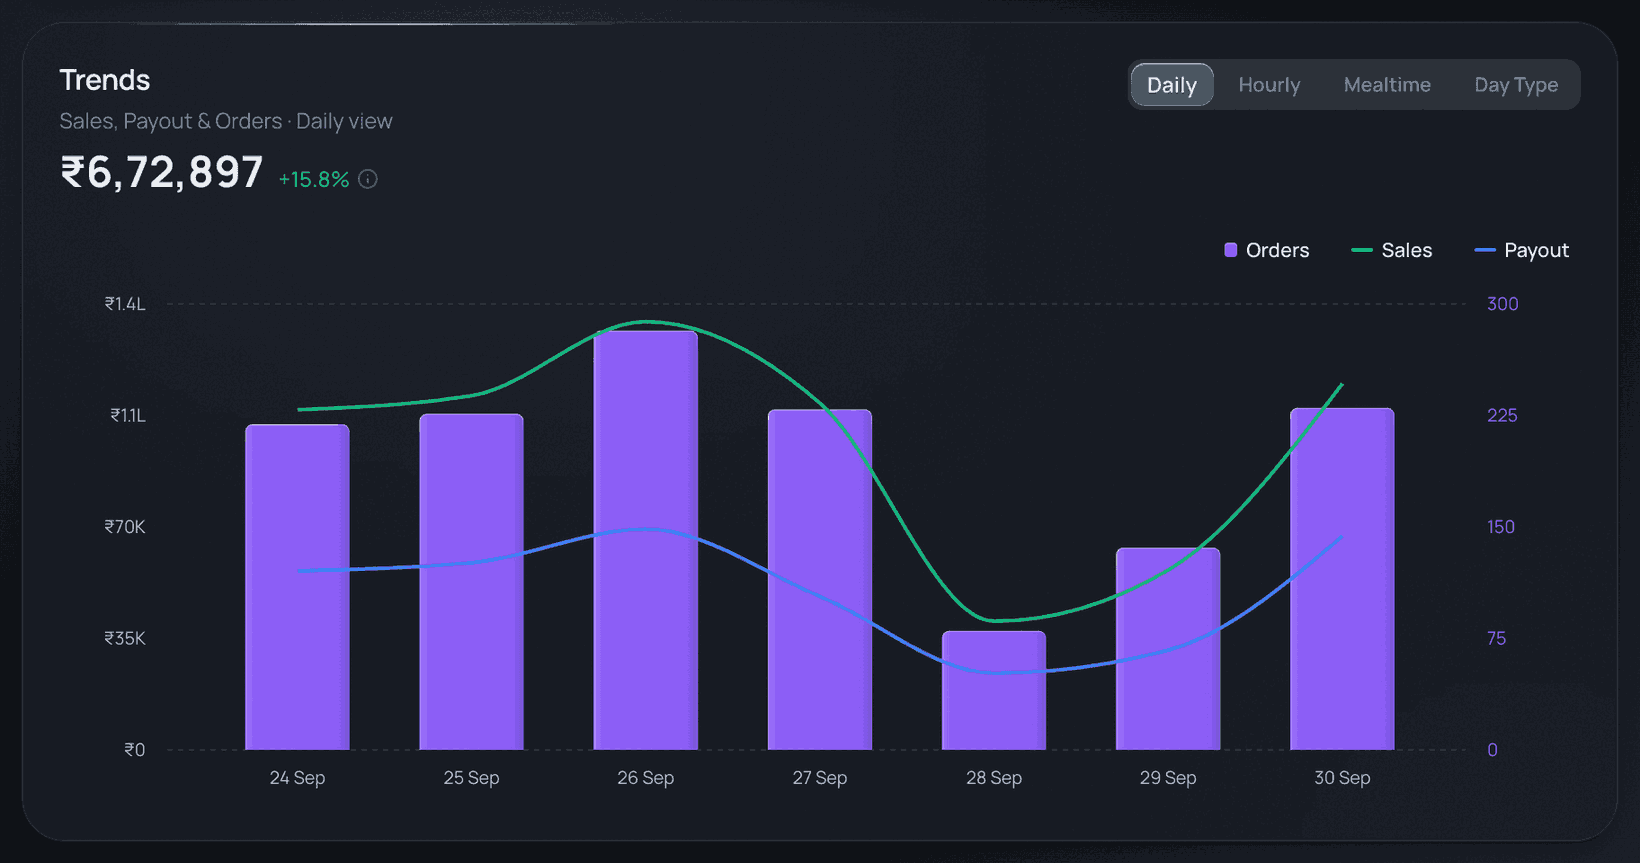 Trends
Daily Hourly Mealtime Day Type
Sales, Payout & Orders · Daily view
₹6,72,897 +15.8%
Orders Sales Payout
₹1.4L 300
₹1.1L 225
₹70K 150
₹35K 75
₹0 0
24 Sep 25 Sep 26 Sep 27 Sep 28 Sep 29 Sep 30 Sep